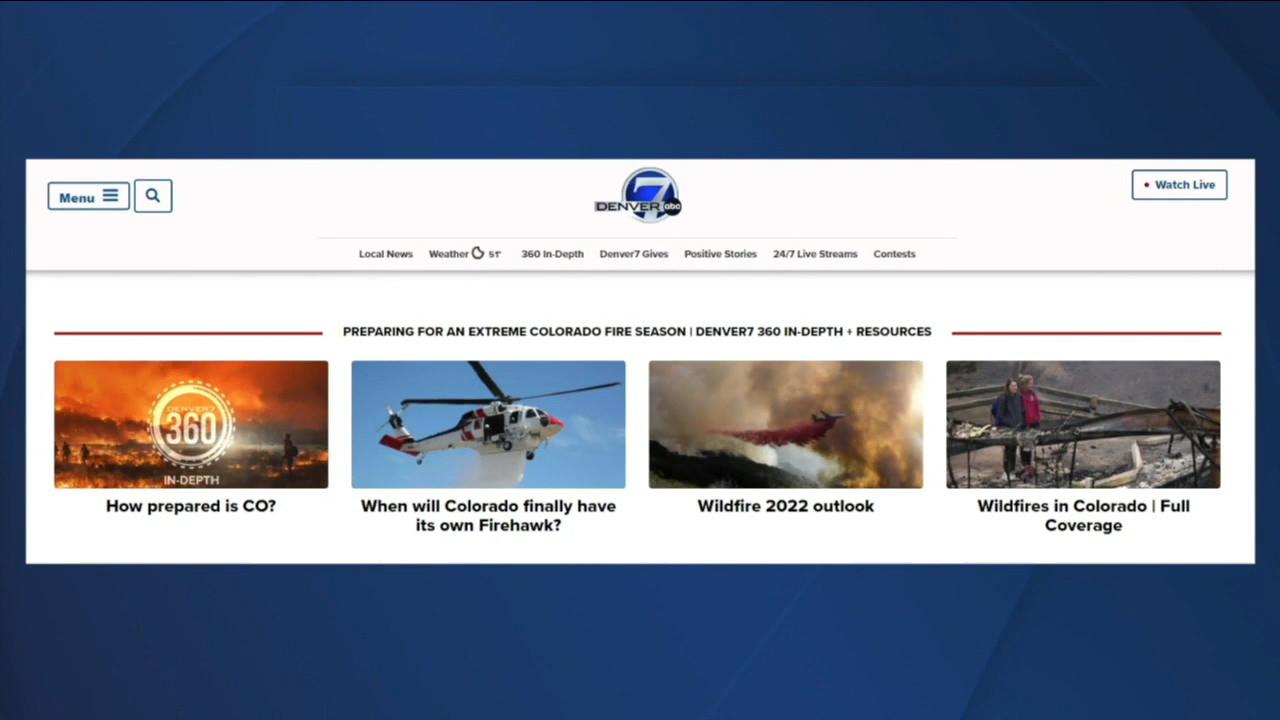 Menu
DENVER 7 abc
Watch Live
Local News Weather 51° 360 In-Depth Denver7 Gives Positive Stories 24/7 Live Streams Contests
PREPARING FOR AN EXTREME COLORADO FIRE SEASON | DENVER7 360 IN-DEPTH + RESOURCES
DENVER7
360
IN-DEPTH
How prepared is CO?
When will Colorado finally have
its own Firehawk?
Wildfire 2022 outlook
Wildfires in Colorado | Full
Coverage